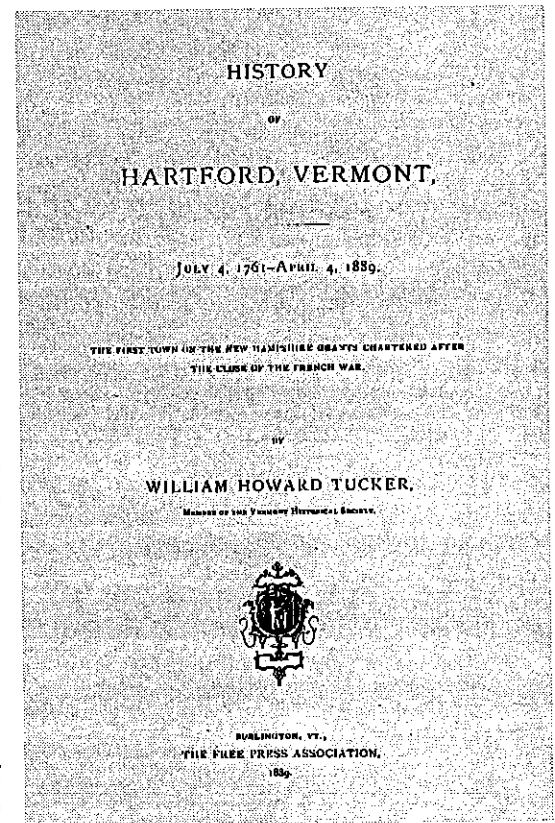 HISTORY
OF
HARTFORD, VERMONT,
JULY 4, 1761–APRIL 4, 1889.
THE FIRST TOWN ON THE NEW HAMPSHIRE GRANTS CHARTERED AFTER
THE CLOSE OF THE FRENCH WAR.
BY
WILLIAM HOWARD TUCKER,
MEMBER OF THE VERMONT HISTORICAL SOCIETY.
BURLINGTON, VT.,
THE FREE PRESS ASSOCIATION,
1889.